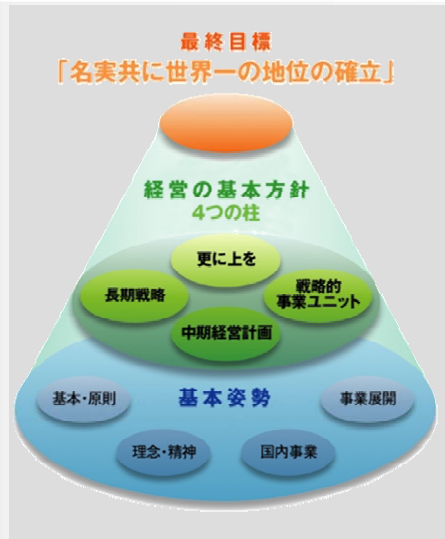 最終目標
「名実共に世界一の地位の確立」
経営の基本方針
4つの柱
更に上を
長期戦略
戦略的
事業ユニット
中期経営計画
基本・原則
基本姿勢
事業展開
理念・精神
国内事業